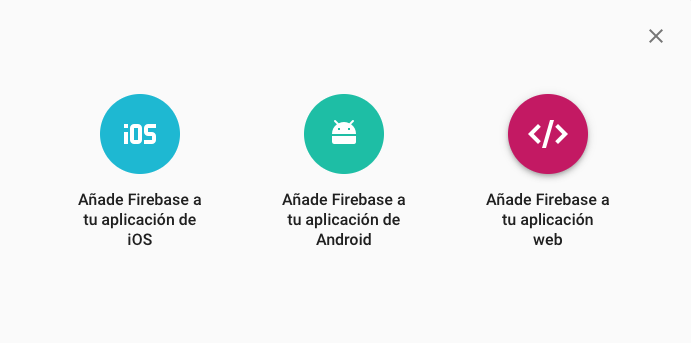 iOS
Añade Firebase a
tu aplicación de
iOS
Añade Firebase a
tu aplicación de
Android
</>
Añade Firebase a
tu aplicación
web